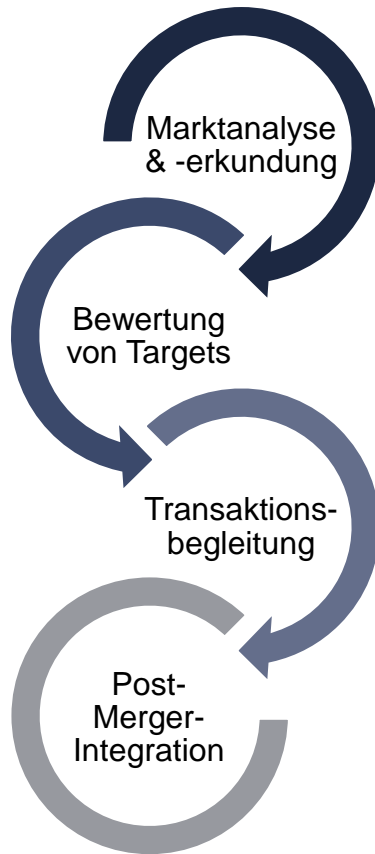 Marktanalyse
& -erkundung
Bewertung
von Targets
Transaktions-
begleitung
Post-
Merger-
Integration